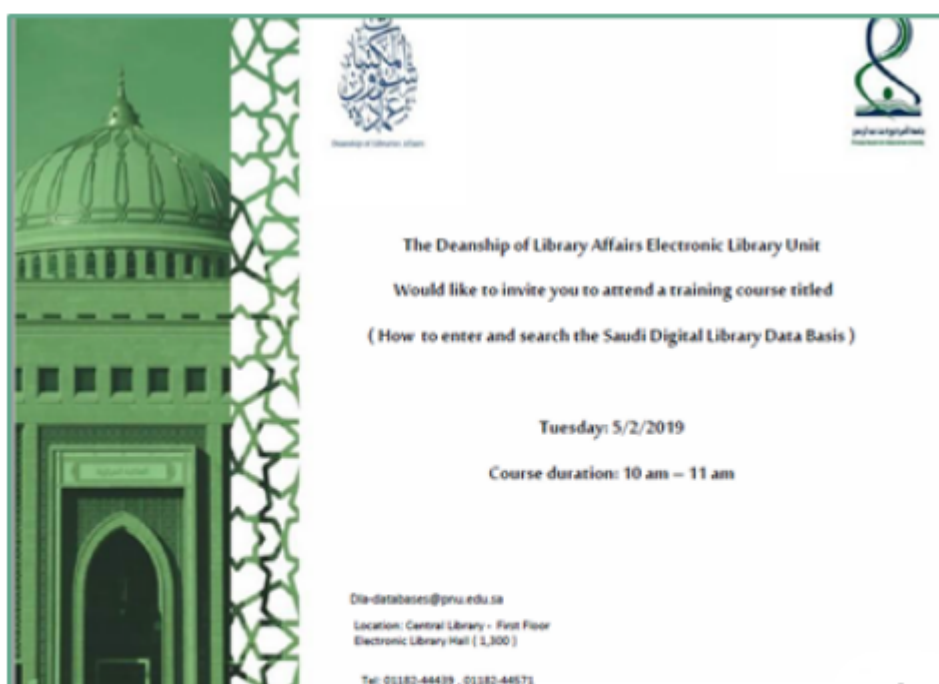 عمادة شؤون المكتبات
Deanship of Libraries Affairs
The Deanship of Library Affairs Electronic Library Unit
Would like to invite you to attend a training course titled
( How to enter and search the Saudi Digital Library Data Basis )
Tuesday: 5/2/2019
Course duration: 10 am – 11 am
Dla-databases@pnu.edu.sa
Location: Central Library - First Floor
Electronic Library Hall ( 1,300 )
Tel: 01182-44439 , 01182-44571